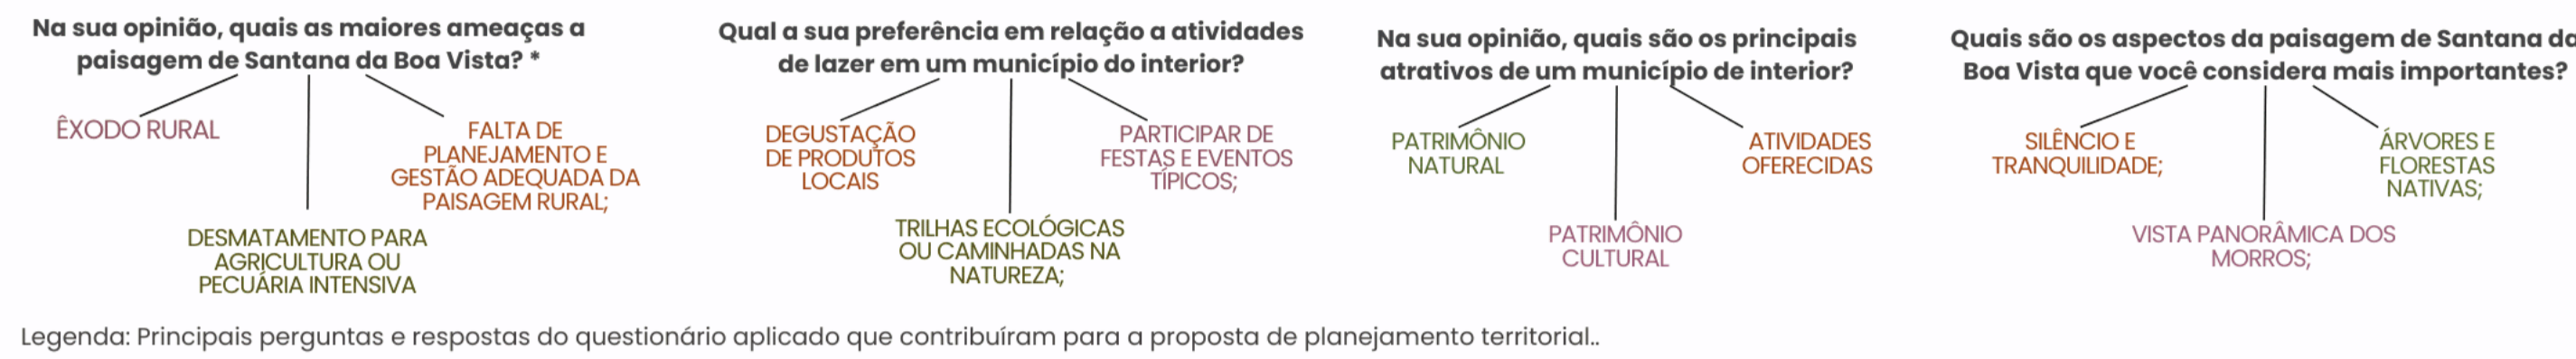 Na sua opinião, quais as maiores ameaças a
paisagem de Santana da Boa Vista? *
ÊXODO RURAL
DESMATAMENTO PARA
AGRICULTURA OU
PECUÁRIA INTENSIVA
FALTA DE
PLANEJAMENTO E
GESTÃO ADEQUADA DA
PAISAGEM RURAL;
Qual a sua preferência em relação a atividades
de lazer em um município do interior?
DEGUSTAÇÃO
DE PRODUTOS
LOCAIS
TRILHAS ECOLÓGICAS
OU CAMINHADAS NA
NATUREZA;
PARTICIPAR DE
FESTAS E EVENTOS
TÍPICOS;
Na sua opinião, quais são os principais
atrativos de um município de interior?
PATRIMÔNIO
NATURAL
PATRIMÔNIO
CULTURAL
ATIVIDADES
OFERECIDAS
Quais são os aspectos da paisagem de Santana da
Boa Vista que você considera mais importantes?
SILÊNCIO E
TRANQUILIDADE;
VISTA PANORÂMICA DOS
MORROS;
ÁRVORES E
FLORESTAS
NATIVAS;
Legenda: Principais perguntas e respostas do questionário aplicado que contribuíram para a proposta de planejamento territorial..